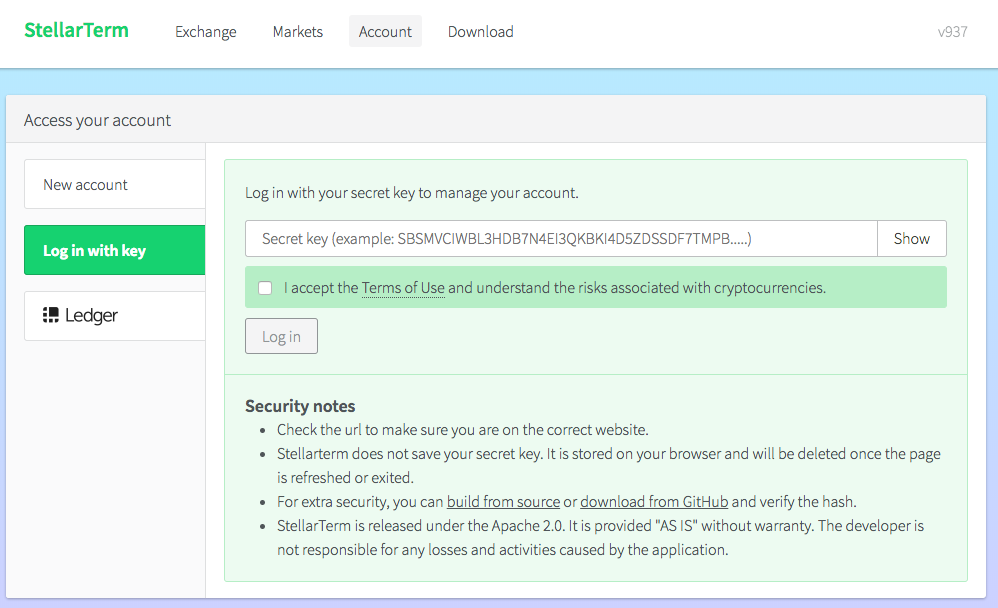 StellarTerm Exchange Markets Account Download v937
Access your account
New account
Log in with key
Ledger
Log in with your secret key to manage your account.
Secret key (example: SBSMVCIWBL3HDB7N4EI3QKBKI4D5ZDSSDF7TMPB.....) Show
I accept the Terms of Use and understand the risks associated with cryptocurrencies.
Log in
Security notes
Check the url to make sure you are on the correct website.
Stellarterm does not save your secret key. It is stored on your browser and will be deleted once the page
is refreshed or exited.
For extra security, you can build from source or download from GitHub and verify the hash.
StellarTerm is released under the Apache 2.0. It is provided "AS IS" without warranty. The developer is
not responsible for any losses and activities caused by the application.